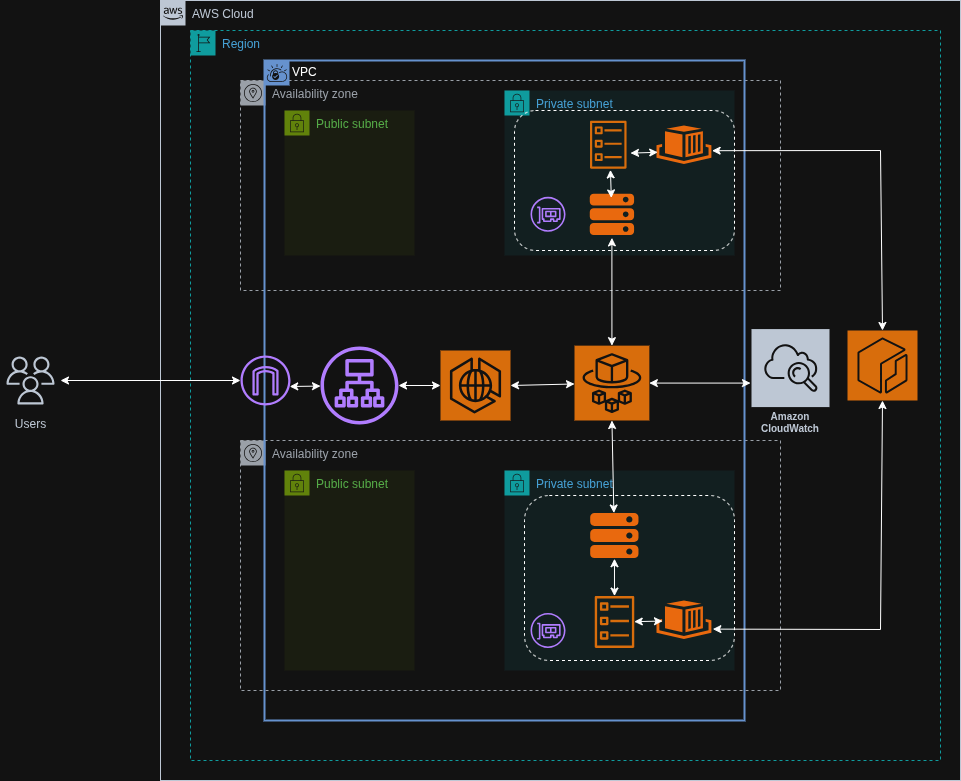 aws
AWS Cloud
Region
VPC
Availability zone
Public subnet
Private subnet
Users
Amazon
CloudWatch
Availability zone
Public subnet
Private subnet